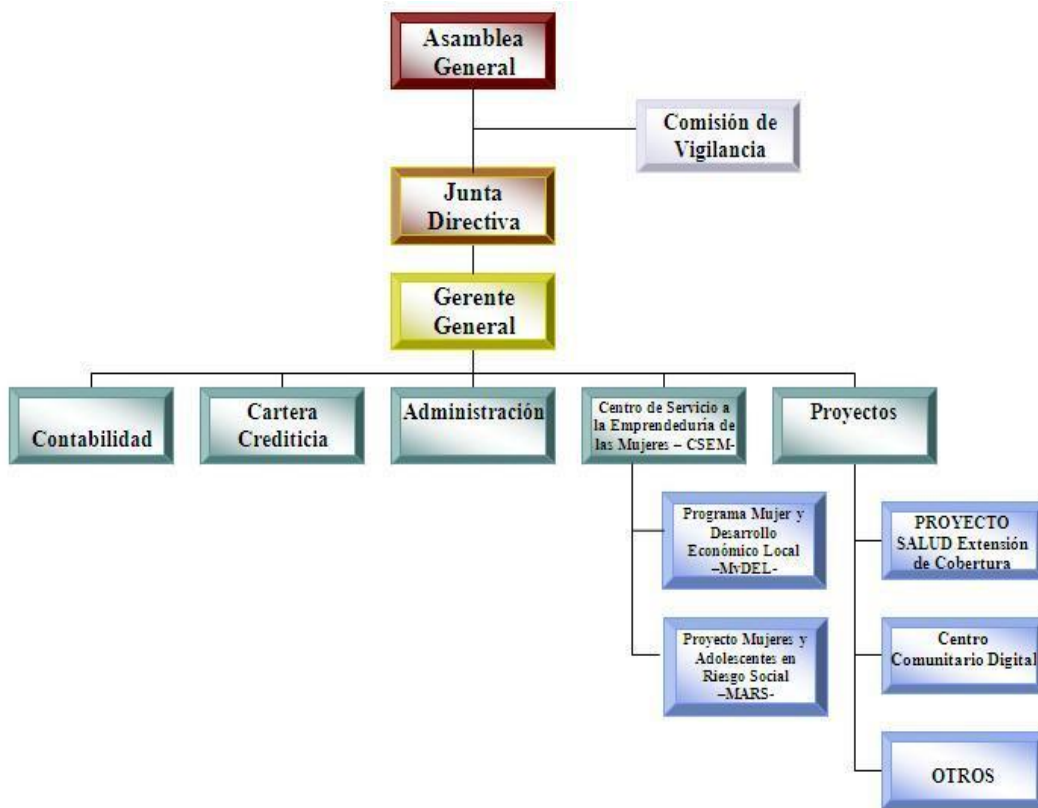 Asamblea
General
Comisión de
Vigilancia
Junta
Directiva
Gerente
General
Contabilidad
Cartera
Crediticia
Administración
Centro de Servicio a
la Emprendeduría de
las Mujeres – CSEM-
Proyectos
Programa Mujer y
Desarrollo
Económico Local
–MyDEL-
PROYECTO
SALUD Extensión
de Cobertura
Proyecto Mujeres y
Adolescentes en
Riesgo Social
–MARS-
Centro
Comunitario Digital
OTROS